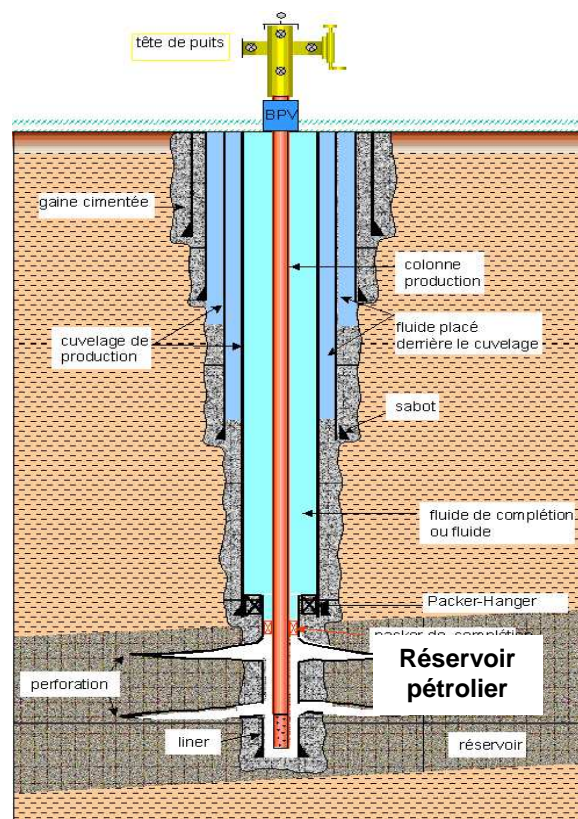 tête de puits
BPV
gaine cimentée
colonne
production
cuvelage de
production
fluide placé
derrière le cuvelage
sabot
fluide de complétion
ou fluide
Packer-Hanger
packer de complétion
Réservoir
pétrolier
perforation
liner
réservoir